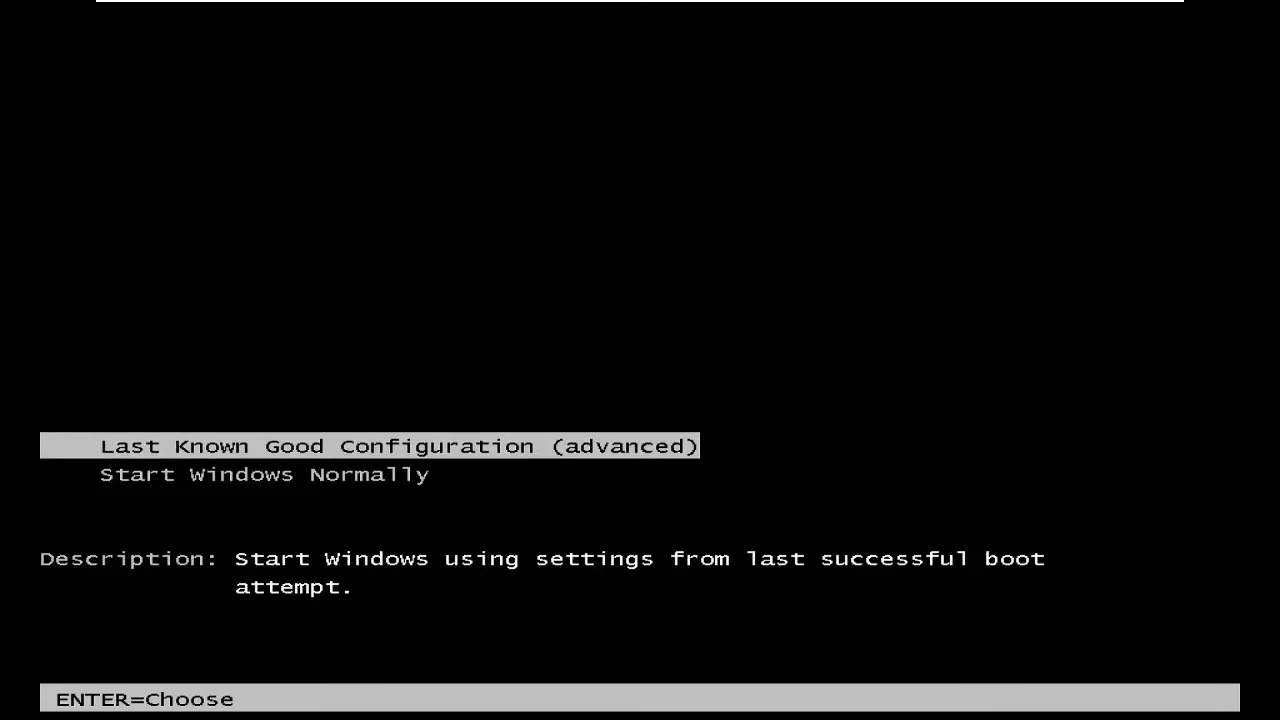 Last Known Good Configuration (advanced)
Start Windows Normally
Description: Start Windows using settings from last successful boot
attempt.
ENTER=Choose